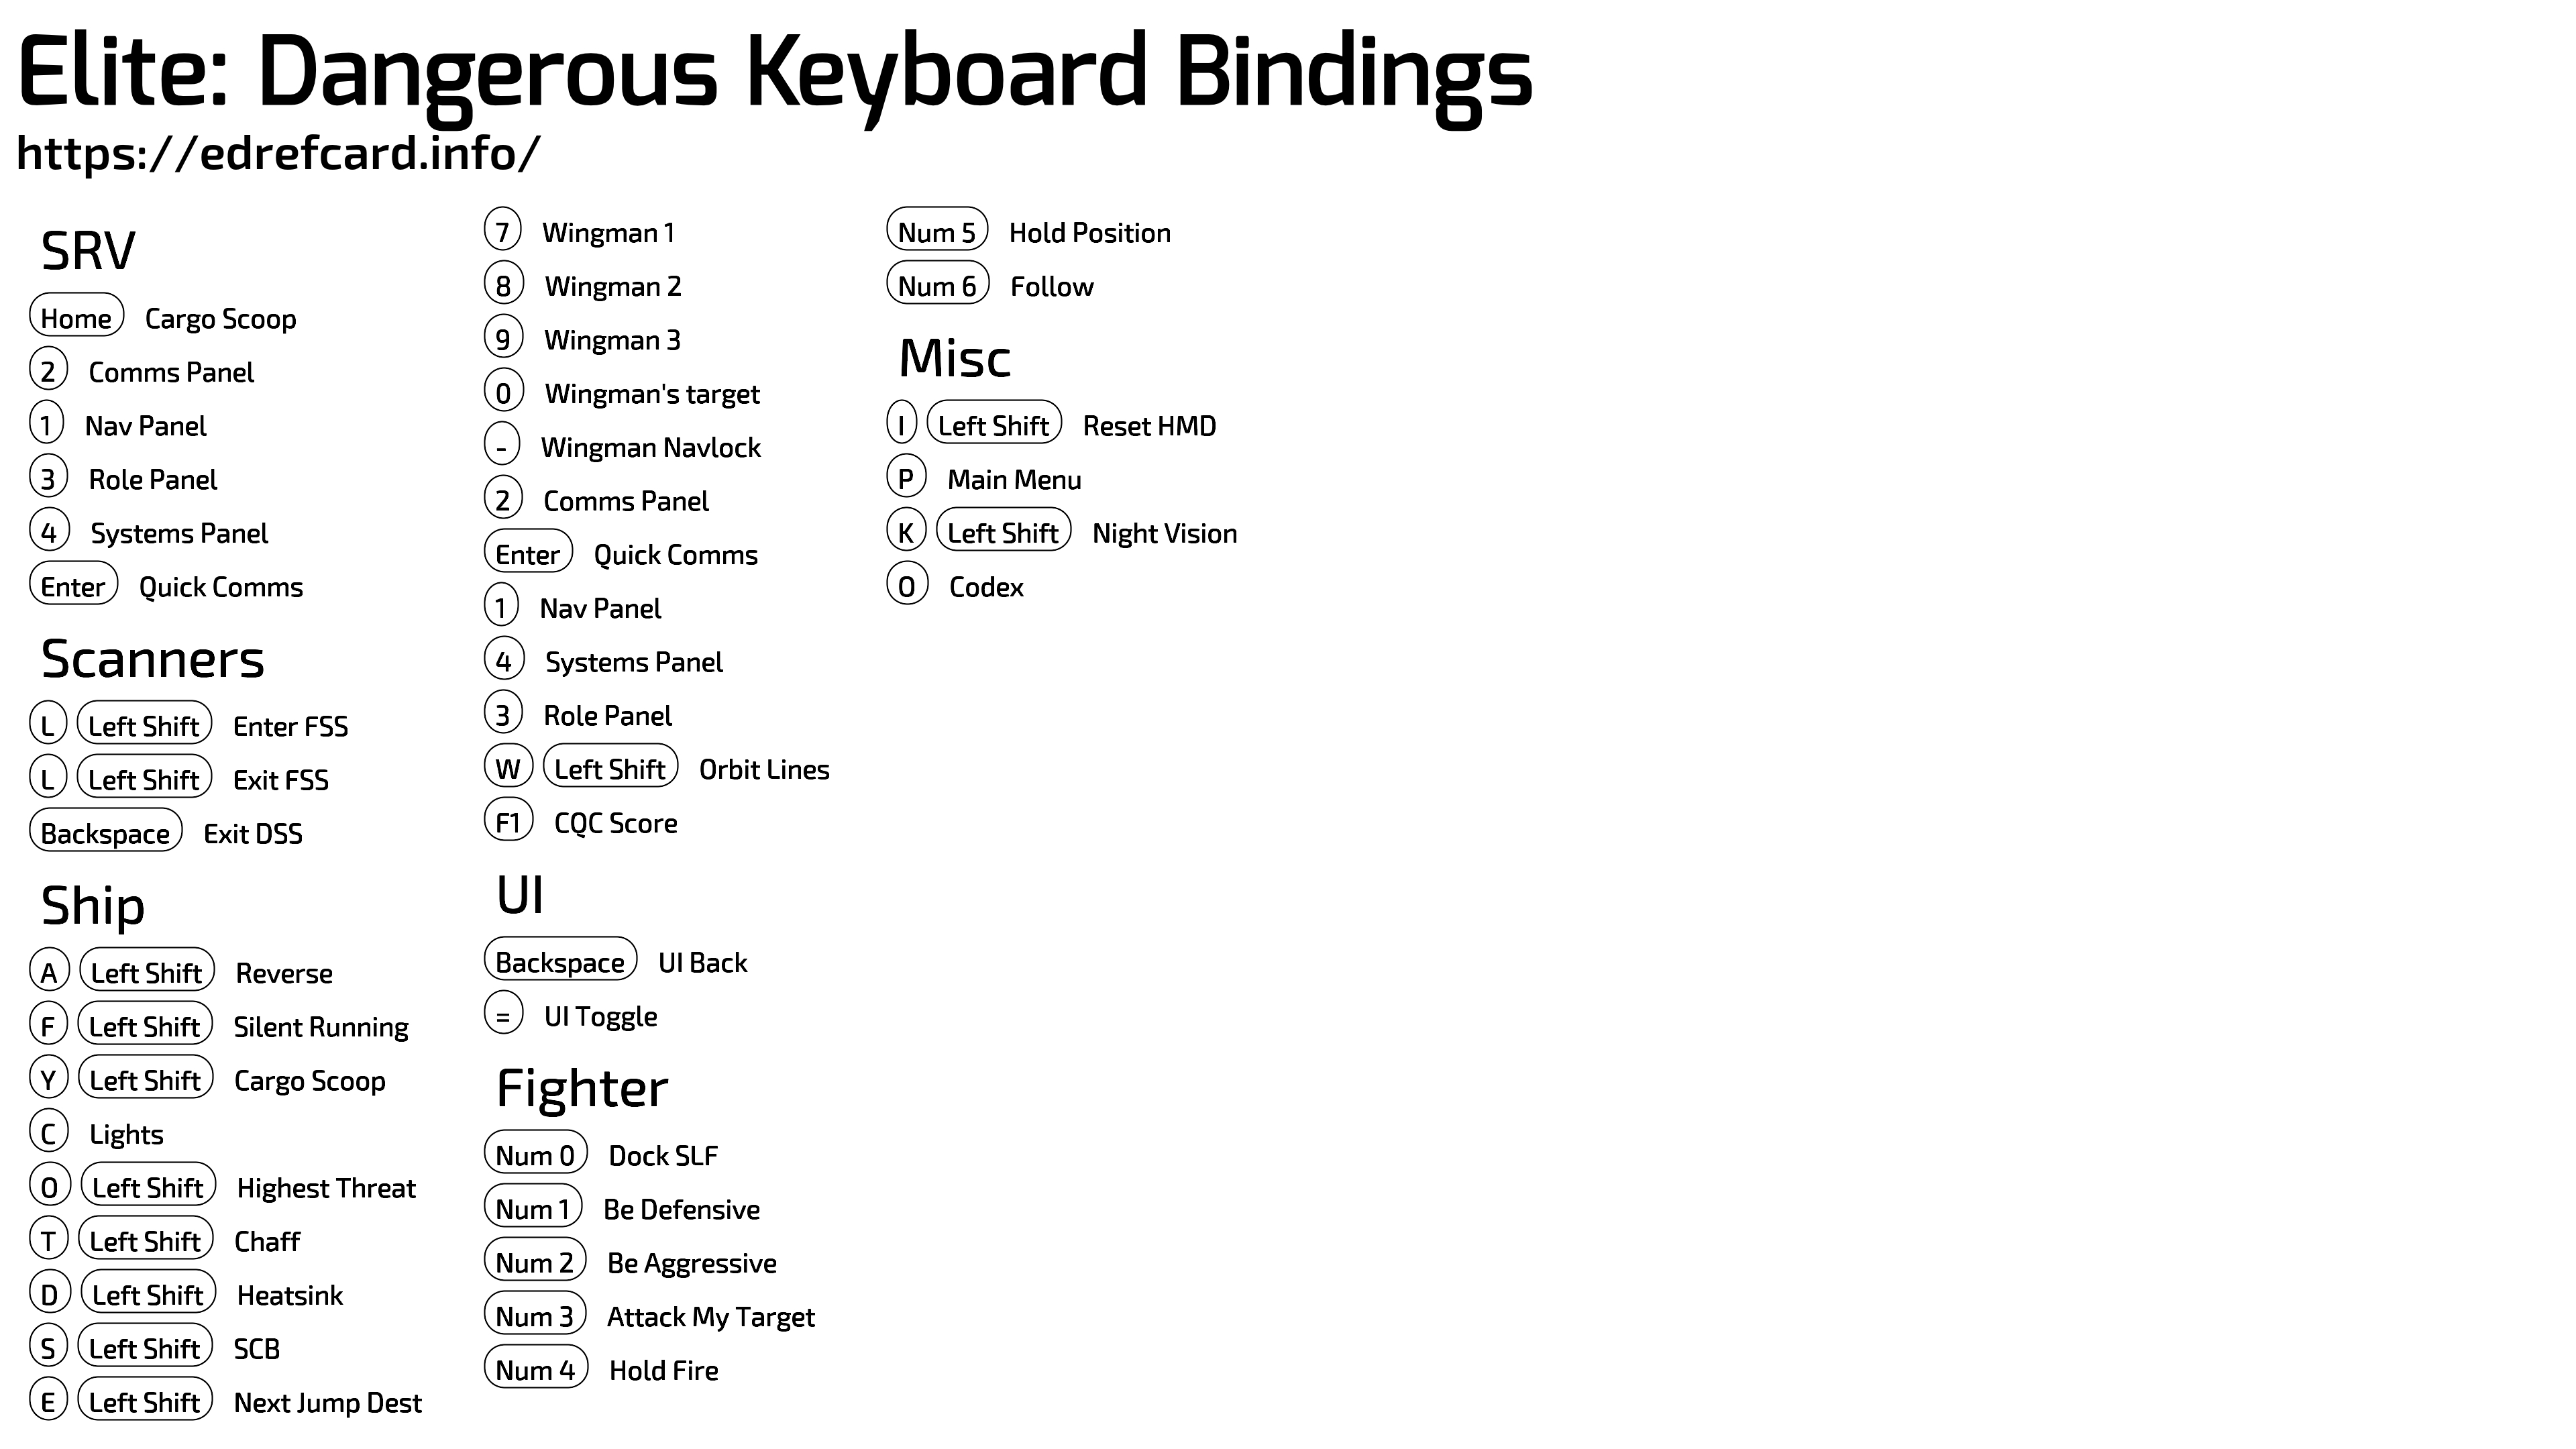 Elite: Dangerous Keyboard Bindings
https://edrefcard.info/
SRV
Home Cargo Scoop
2 Comms Panel
1 Nav Panel
3 Role Panel
4 Systems Panel
Enter Quick Comms
Scanners
L Left Shift Enter FSS
L Left Shift Exit FSS
Backspace Exit DSS
Ship
A Left Shift Reverse
F Left Shift Silent Running
Y Left Shift Cargo Scoop
C Lights
O Left Shift Highest Threat
T Left Shift Chaff
D Left Shift Heatsink
S Left Shift SCB
E Left Shift Next Jump Dest
7 Wingman 1
8 Wingman 2
9 Wingman 3
0 Wingman's target
- Wingman Navlock
2 Comms Panel
Enter Quick Comms
1 Nav Panel
4 Systems Panel
3 Role Panel
W Left Shift Orbit Lines
F1 CQC Score
UI
Backspace UI Back
= UI Toggle
Fighter
Num 0 Dock SLF
Num 1 Be Defensive
Num 2 Be Aggressive
Num 3 Attack My Target
Num 4 Hold Fire
Num 5 Hold Position
Num 6 Follow
Misc
I Left Shift Reset HMD
P Main Menu
K Left Shift Night Vision
O Codex